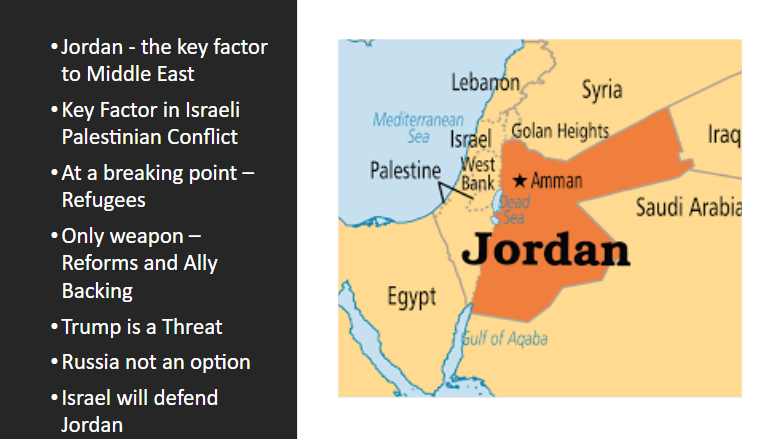 • Jordan - the key factor
to Middle East
• Key Factor in Israeli
Palestinian Conflict
• At a breaking point –
Refugees
• Only weapon –
Reforms and Ally
Backing
• Trump is a Threat
• Russia not an option
• Israel will defend
Jordan
Lebanon
Syria
Mediterranean
Sea
Israel
Golan Heights
Iraq
Palestine
West
Bank
Amman
Dead
Sea
Saudi Arabia
Jordan
Egypt
Gulf of Aqaba